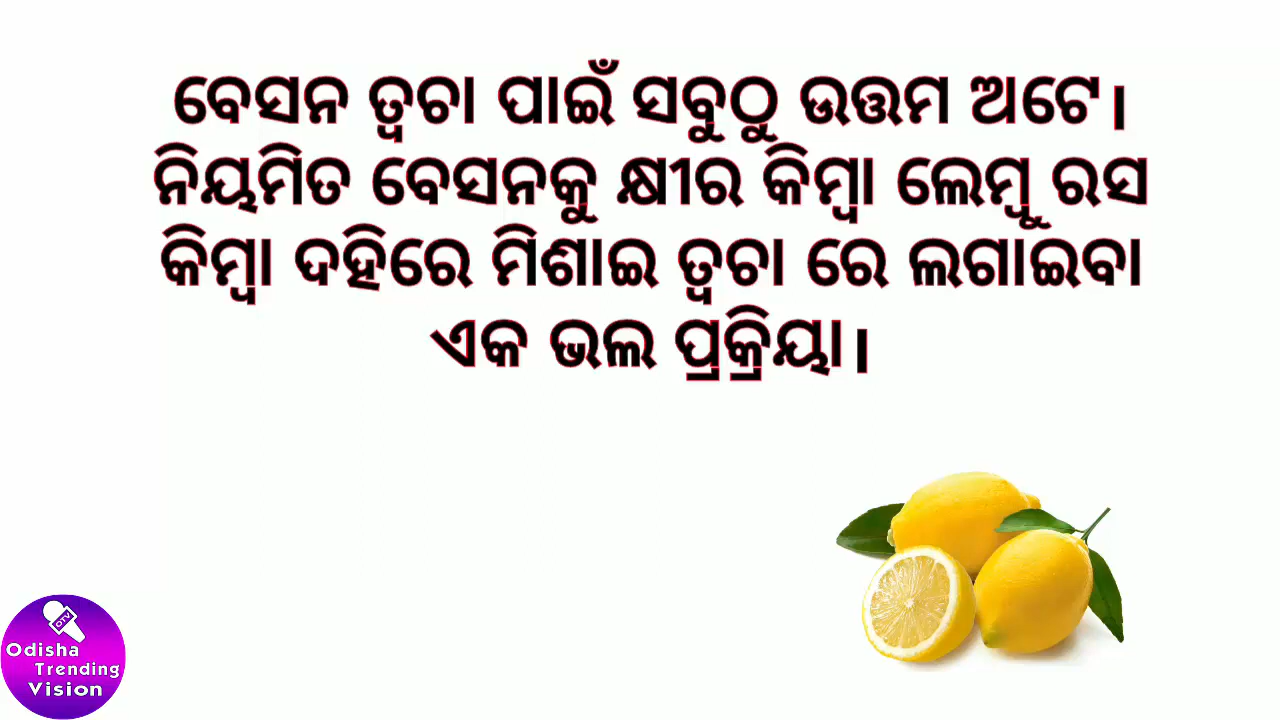 ବେସନ ତ୍ୱଚା ପାଇଁ ସବୁଠୁ ଉତ୍ତମ ଅଟେ।
ନିୟମିତ ବେସନକୁ କ୍ଷୀର କିମ୍ବା ଲେମ୍ବୁ ରସ
କିମ୍ବା ଦହିରେ ମିଶାଇ ତ୍ୱଚା ରେ ଲଗାଇବା
ଏକ ଭଲ ପ୍ରକ୍ରିୟା।
OTV
Odisha
Trending
Vision